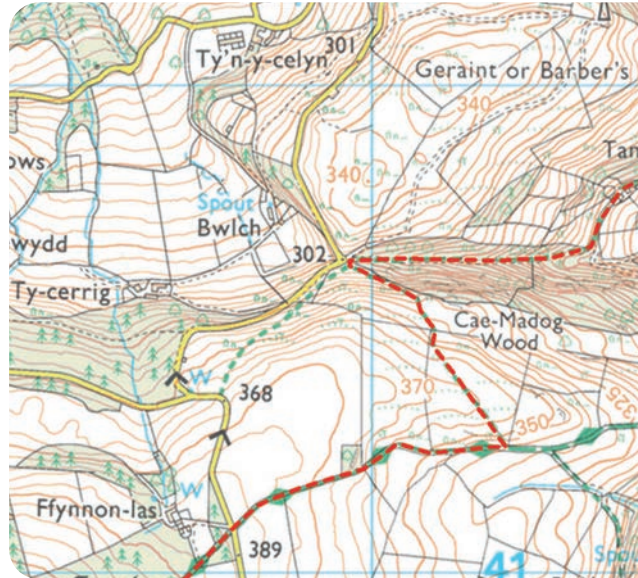 Ty'n-y-celyn
301
Geraint or Barber's
340
340
ows
Spout
Bwlch
Tan
wydd
302
Ty-cerrig
Cae-Madog
Wood
W
368
370
350
325
W
Ffynnon-las
389
41
Spo